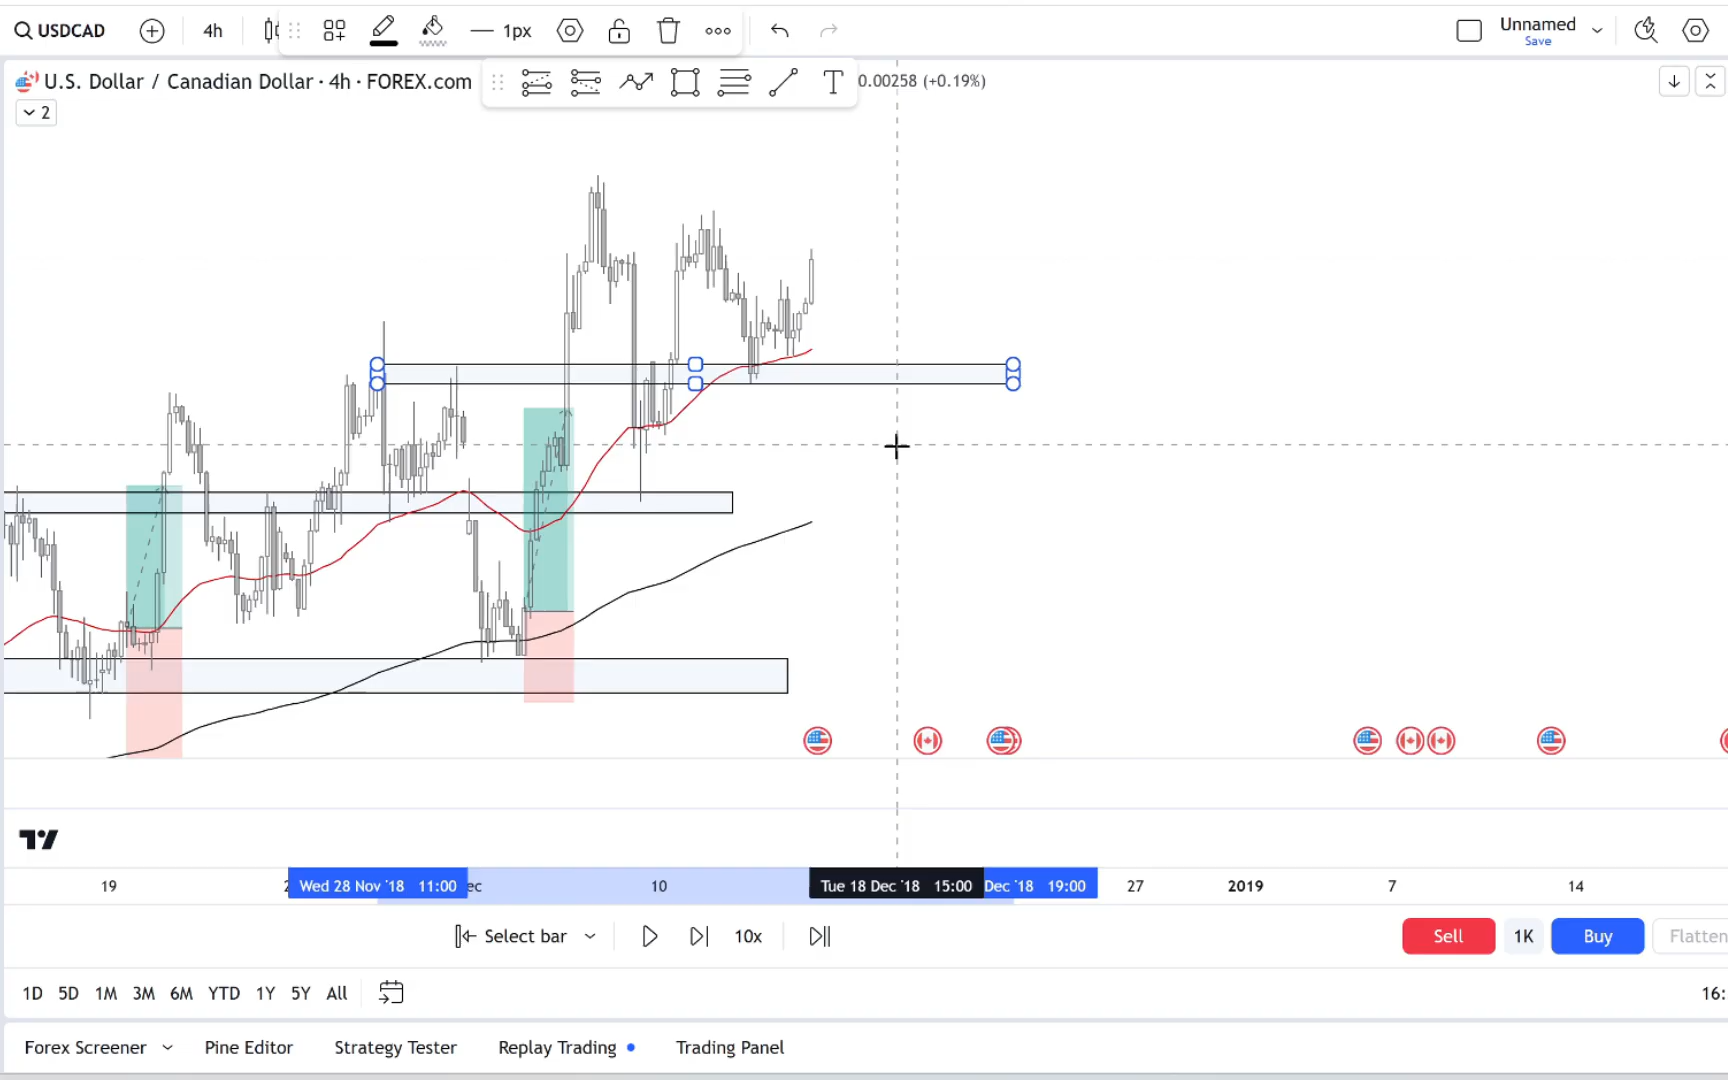 USDCAD
4h
1px
Unnamed
Save
U.S. Dollar / Canadian Dollar · 4h · FOREX.com
T
0.00258 (+0.19%)
2
19
2
Wed 28 Nov '18 11:00
ec
10
Tue 18 Dec '18 15:00
Dec '18 19:00
27
2019
7
14
Select bar
10x
Sell
1K
Buy
Flatten
1D 5D 1M 3M 6M YTD 1Y 5Y All
16:
Forex Screener
Pine Editor
Strategy Tester
Replay Trading
Trading Panel